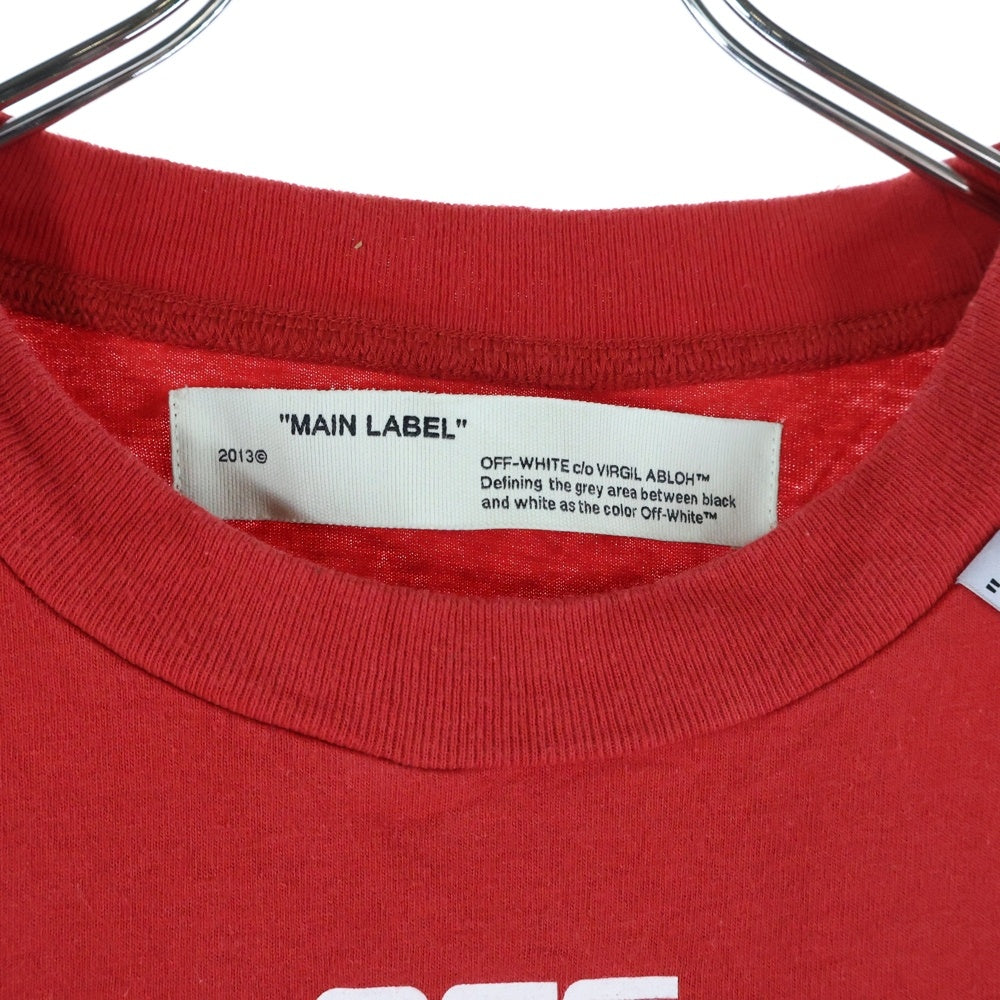 "MAIN LABEL"
2013©
OFF-WHITE c/o VIRGIL ABLOH™
Defining the grey area between black
and white as the color Off-White™